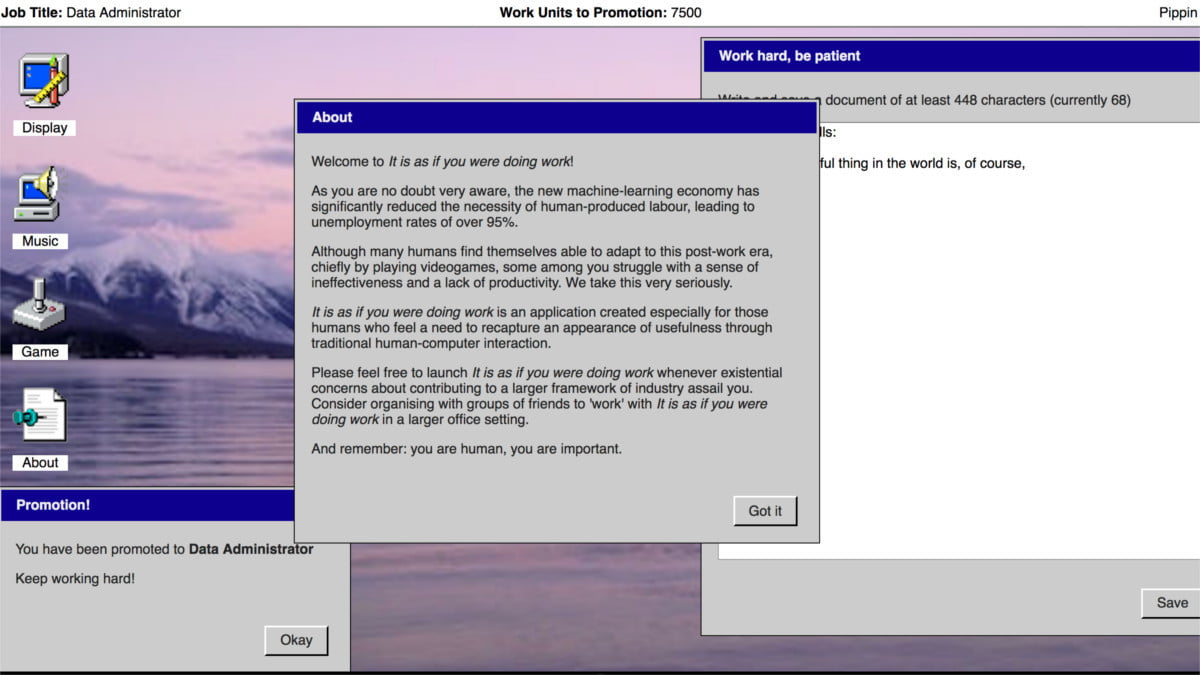 Job Title: Data Administrator
Work Units to Promotion: 7500
Pippin
Display
Music
Game
About
Work hard, be patient
Write and save a document of at least 448 characters (currently 68)
lls:
ful thing in the world is, of course,
Save
About
Welcome to It is as if you were doing work!
As you are no doubt very aware, the new machine-learning economy has
significantly reduced the necessity of human-produced labour, leading to
unemployment rates of over 95%.
Although many humans find themselves able to adapt to this post-work era,
chiefly by playing videogames, some among you struggle with a sense of
ineffectiveness and a lack of productivity. We take this very seriously.
It is as if you were doing work is an application created especially for those
humans who feel a need to recapture an appearance of usefulness through
traditional human-computer interaction.
Please feel free to launch It is as if you were doing work whenever existential
concerns about contributing to a larger framework of industry assail you.
Consider organising with groups of friends to 'work' with It is as if you were
doing work in a larger office setting.
And remember: you are human, you are important.
Got it
Promotion!
You have been promoted to Data Administrator
Keep working hard!
Okay